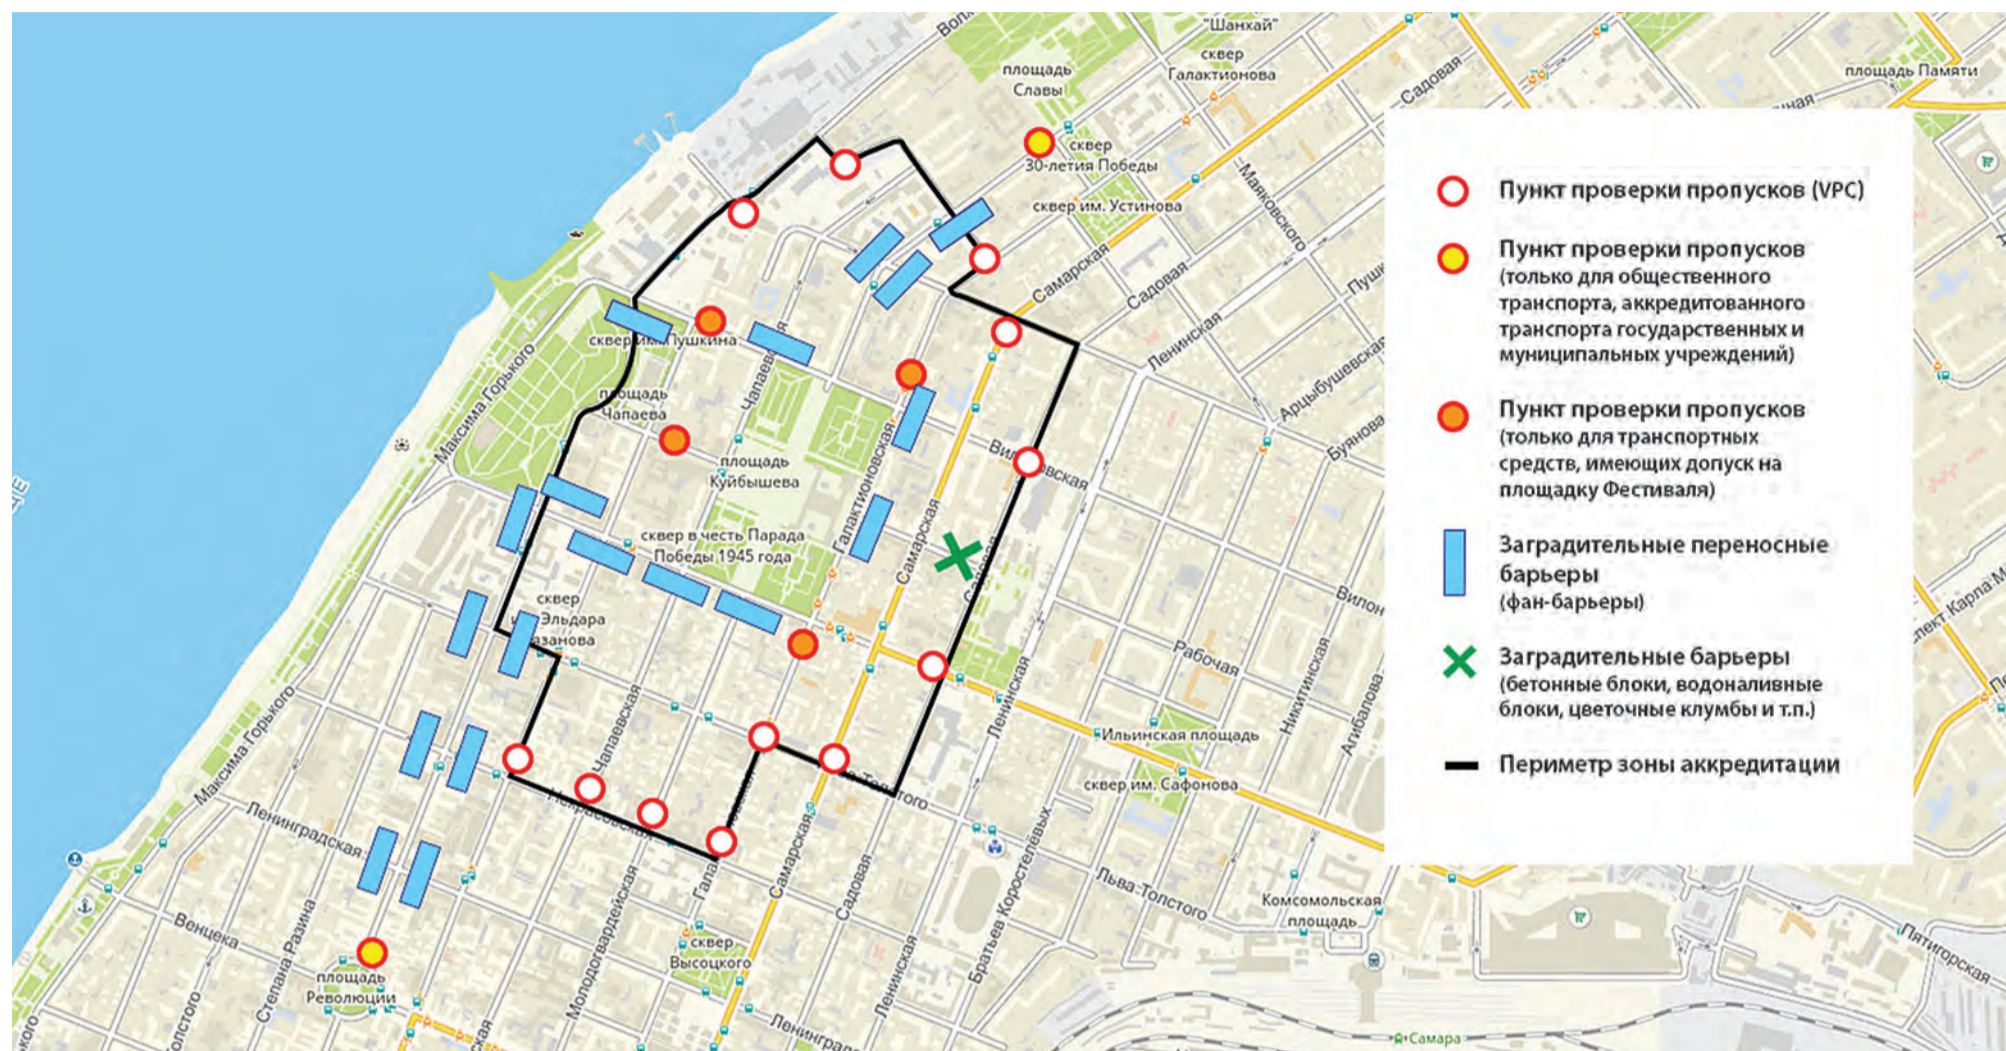 "Шанхай"
сквер
Галактионова
площадь
Славы
Садовая
площадь Памяти
сквер
30-летия Победы
сквер им. Устинова
Маяковского
Самарская
Садовая
Ленинская
Арцыбушевская
Буянова
сквер им. Пушкина
Максима Горького
площадь
Чапаева
площадь
Куйбышева
Галактионовская
Самарская
сквер в честь Парада
Победы 1945 года
сквер
Эльдара
Рабочая
Никитинская
Агибалова
Ленинская
Ильинская площадь
сквер им. Сафонова
Максима Горького
Чапаевская
Некрасовская
Ленинградская
Самарская
Садовая
Братьев Коростелёвых
Льва Толстого
Комсомольская
площадь
Венцека
Степана Разина
Молодогвардейская
сквер
Высоцкого
Ленинская
площадь
Революции
Пятигорская
Самара
Пункт проверки пропусков (VPC)
Пункт проверки пропусков
(только для общественного
транспорта, аккредитованного
транспорта государственных и
муниципальных учреждений)
Пункт проверки пропусков
(только для транспортных
средств, имеющих допуск на
площадку Фестиваля)
Заградительные переносные
барьеры
(фан-барьеры)
Заградительные барьеры
(бетонные блоки, водоналивные
блоки, цветочные клумбы и т.п.)
Периметр зоны аккредитации